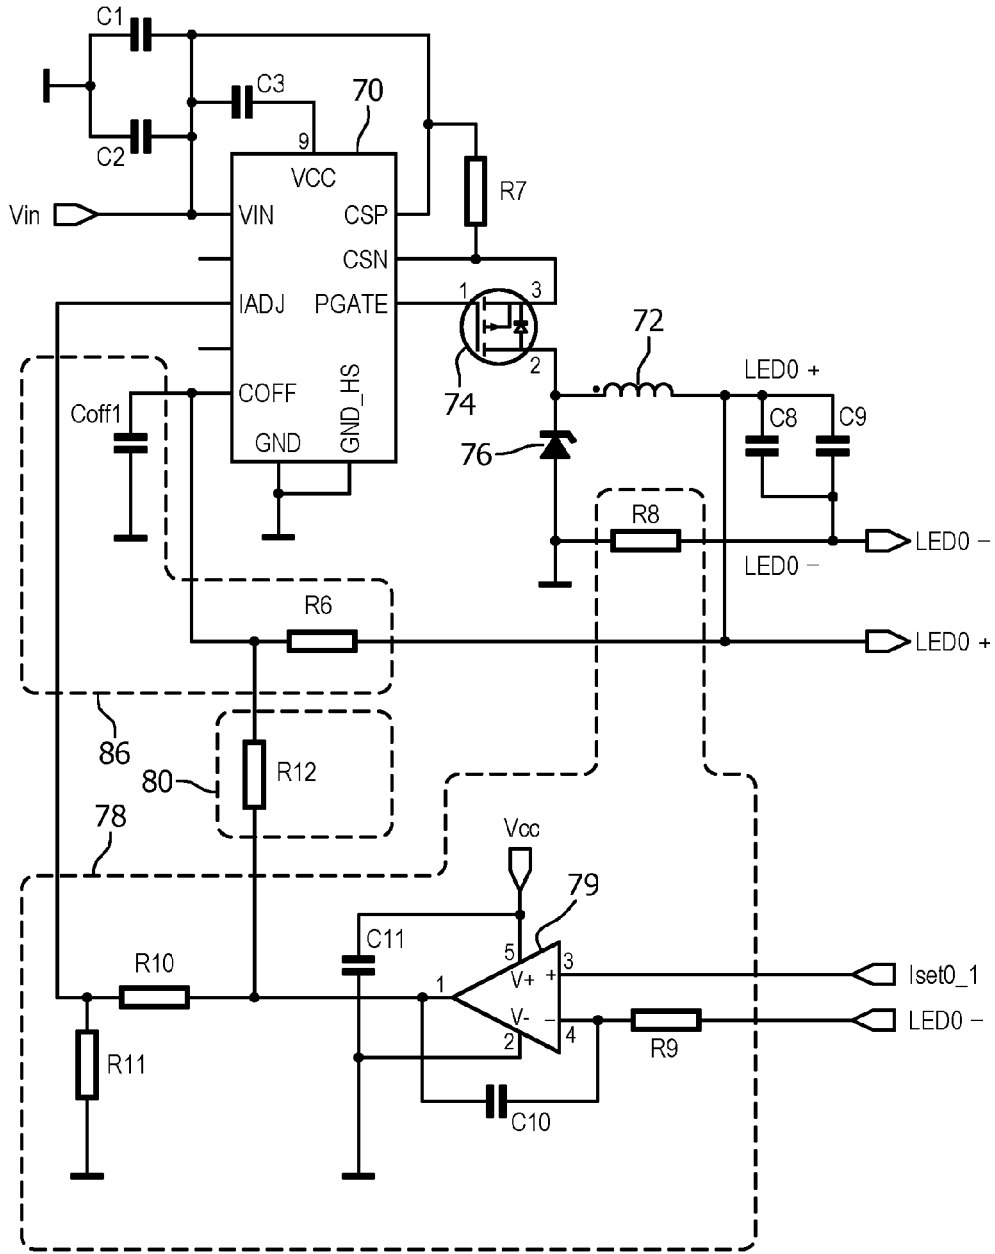 C1
C3
70
C2
9
VCC
R7
Vin
VIN
CSP
CSN
IADJ
PGATE
1
3
2
72
74
LED0 +
COFF
Coff1
GND
GND_HS
76
C8
C9
R8
LED0 −
LED0 −
R6
LED0 +
86
80
R12
78
Vcc
79
C11
5
3
V+
+
Iset0_1
R10
1
V-
−
2
4
LED0 −
R9
R11
C10